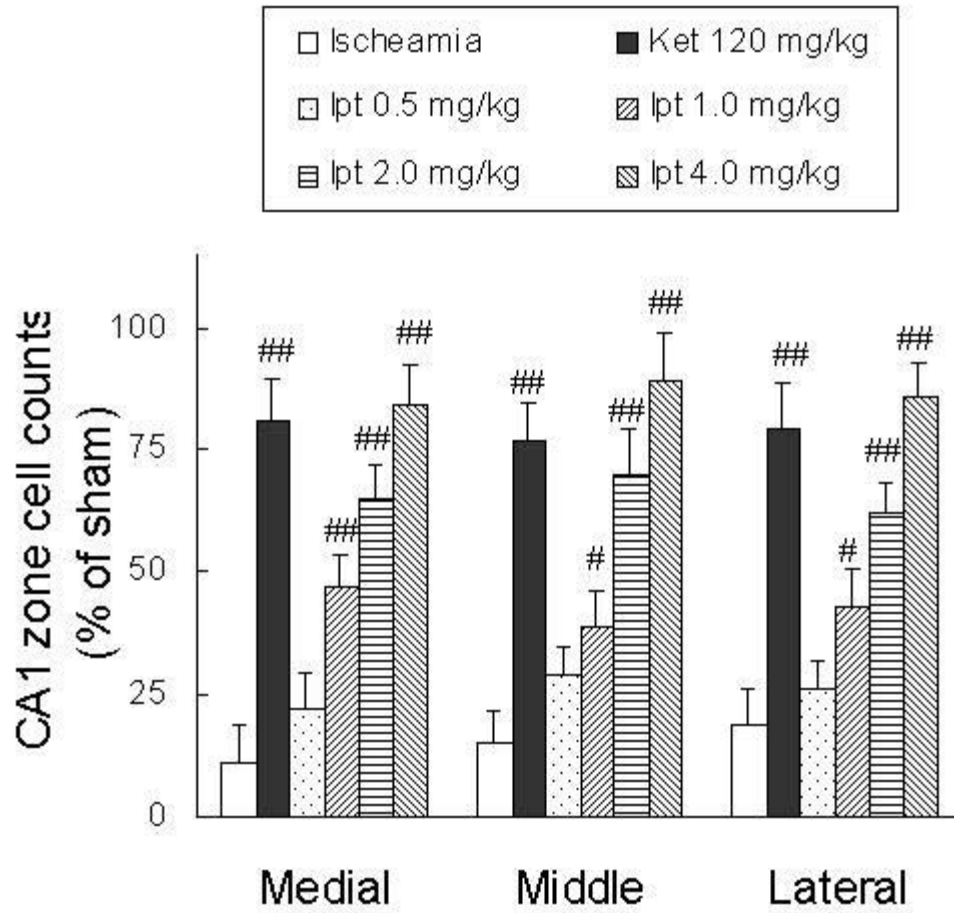 Ischeamia
Ket 120 mg/kg
Ipt 0.5 mg/kg
Ipt 1.0 mg/kg
Ipt 2.0 mg/kg
Ipt 4.0 mg/kg
CA1 zone cell counts
(% of sham)
100
75
50
25
0
##
##
##
##
##
#
##
##
##
#
##
##
Medial
Middle
Lateral